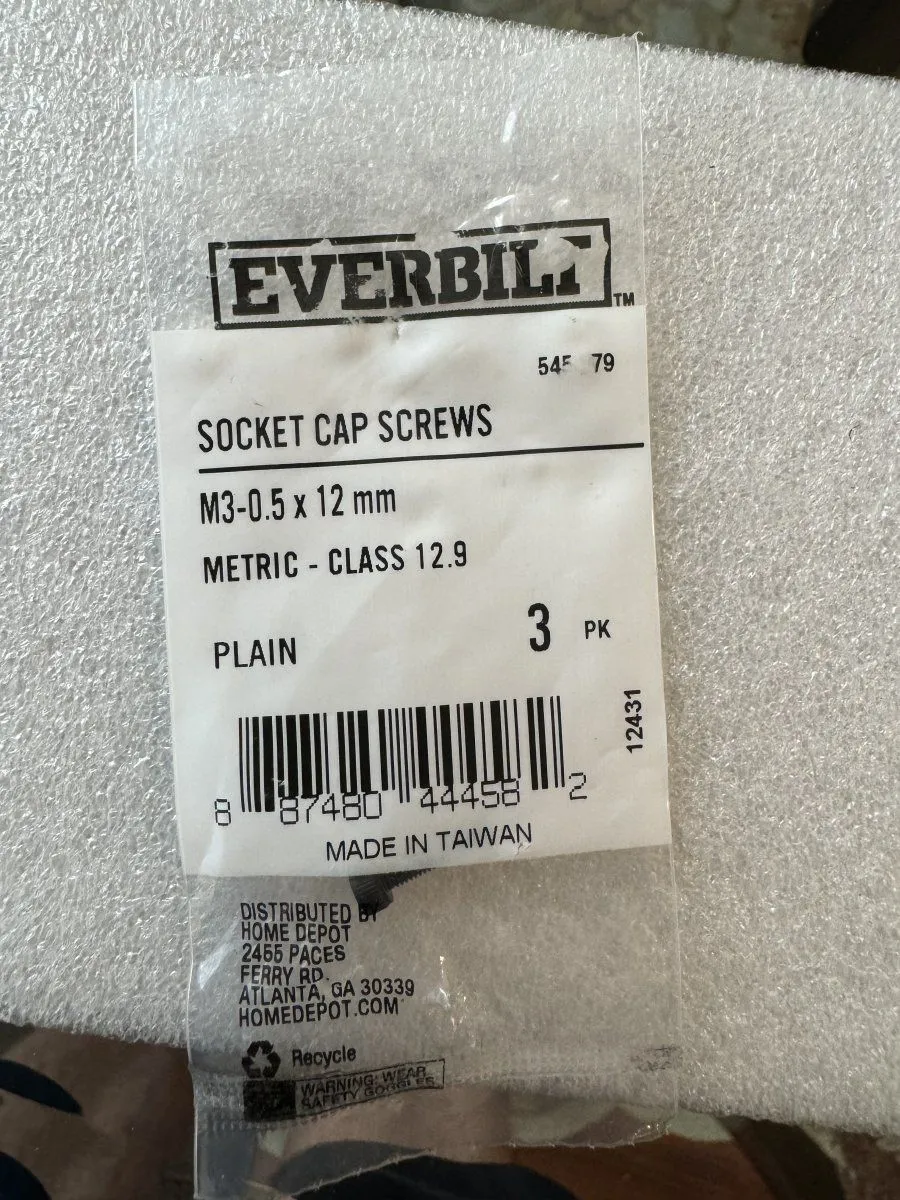 EVERBILT
TM
SOCKET CAP SCREWS
M3-0.5 x 12 mm
METRIC - CLASS 12.9
PLAIN
3 PK
12431
8 87480 44458 2
MADE IN TAIWAN
DISTRIBUTED BY
HOME DEPOT
2455 PACES
FERRY RD.
ATLANTA, GA 30339
HOMEDEPOT.COM
Recycle
WARNING: WEAR
SAFETY GOGGLES